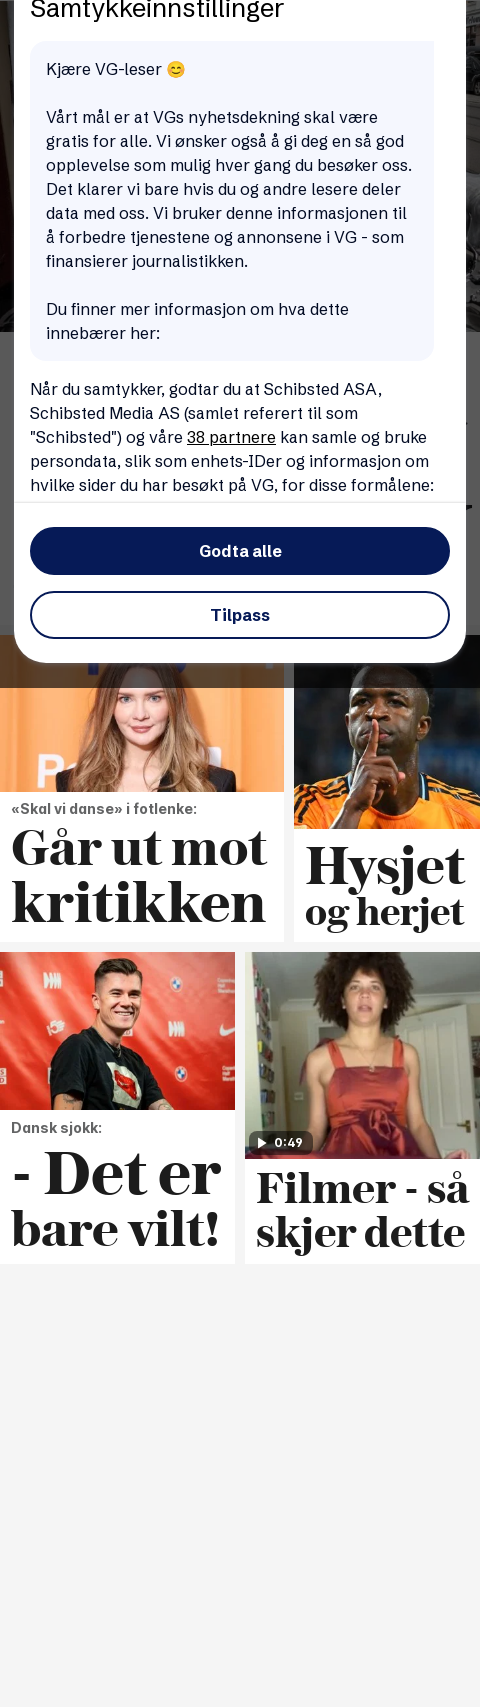 Samtykkeinnstillinger
Kjære VG-leser 😊
Vårt mål er at VGs nyhetsdekning skal være
gratis for alle. Vi ønsker også å gi deg en så god
opplevelse som mulig hver gang du besøker oss.
Det klarer vi bare hvis du og andre lesere deler
data med oss. Vi bruker denne informasjonen til
å forbedre tjenestene og annonsene i VG - som
finansierer journalistikken.
Du finner mer informasjon om hva dette
innebærer her:
Når du samtykker, godtar du at Schibsted ASA,
Schibsted Media AS (samlet referert til som
"Schibsted") og våre 38 partnere kan samle og bruke
persondata, slik som enhets-IDer og informasjon om
hvilke sider du har besøkt på VG, for disse formålene:
Godta alle
Tilpass
«Skal vi danse» i fotlenke:
Går ut mot
kritikken
Hysjet
og herjet
Dansk sjokk:
- Det er
bare vilt!
0:49
Filmer - så
skjer dette